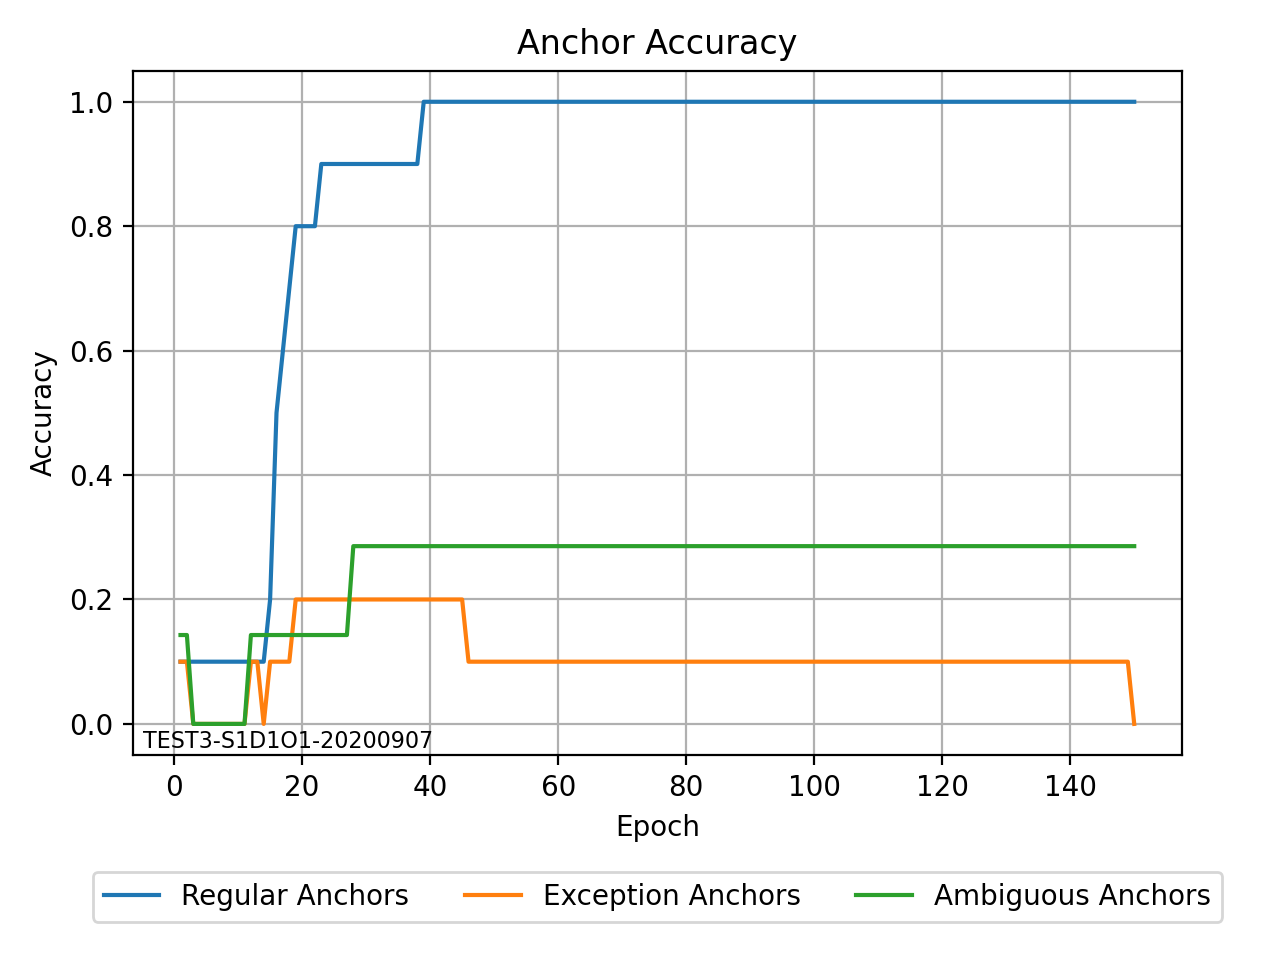 Anchor Accuracy
Accuracy
1.0
0.8
0.6
0.4
0.2
0.0
TEST3-S1D1O1-20200907
0 20 40 60 80 100 120 140
Epoch
Regular Anchors Exception Anchors Ambiguous Anchors